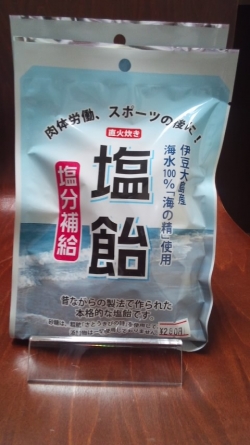 肉体労働、スポーツの後に！
直火炊き
塩飴
塩分補給
伊豆大島産
海水100%「海の精」使用
昔ながらの製法で作られた
本格的な塩飴です。